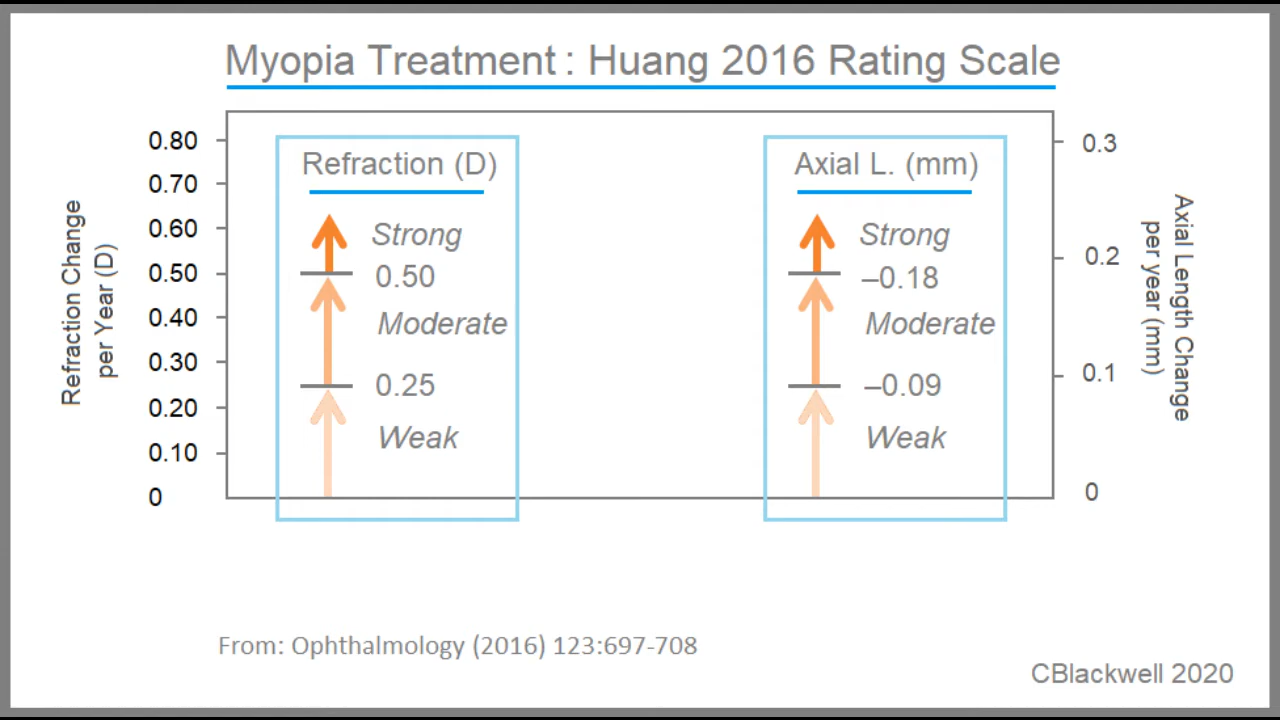 Myopia Treatment : Huang 2016 Rating Scale
Refraction Change
per Year (D)
0.80
0.70
0.60
0.50
0.40
0.30
0.20
0.10
0
Refraction (D)
Strong
0.50
Moderate
0.25
Weak
Axial L. (mm)
Strong
–0.18
Moderate
–0.09
Weak
0.3
0.2
0.1
0
Axial Length Change
per year (mm)
From: Ophthalmology (2016) 123:697-708
CBlackwell 2020